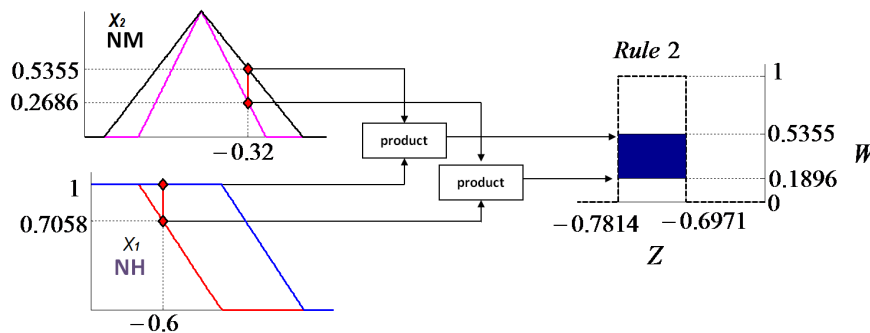 X2
NM
0.5355
0.2686
−0.32
product
product
1
0.7058
X1
NH
−0.6
Rule 2
1
0.5355
0.1896
0
W
−0.7814
−0.6971
Z